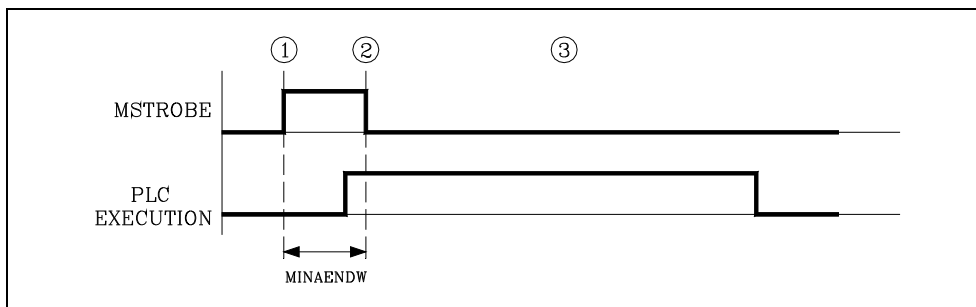 ① ② ③
MSTROBE
PLC
EXECUTION
MINAENDW